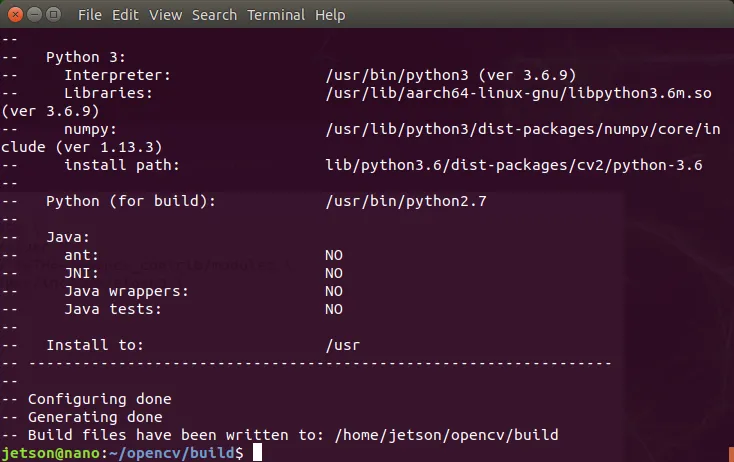 File Edit View Search Terminal Help
--
--   Python 3:
--     Interpreter:                 /usr/bin/python3 (ver 3.6.9)
--     Libraries:                   /usr/lib/aarch64-linux-gnu/libpython3.6m.so
(ver 3.6.9)
--     numpy:                       /usr/lib/python3/dist-packages/numpy/core/in
clude (ver 1.13.3)
--     install path:                lib/python3.6/dist-packages/cv2/python-3.6
--
--   Python (for build):            /usr/bin/python2.7
--
--   Java:
--     ant:                         NO
--     JNI:                         NO
--     Java wrappers:               NO
--     Java tests:                  NO
--
--   Install to:                    /usr
-- -----------------------------------------------------------------
--
-- Configuring done
-- Generating done
-- Build files have been written to: /home/jetson/opencv/build
jetson@nano:~/opencv/build$